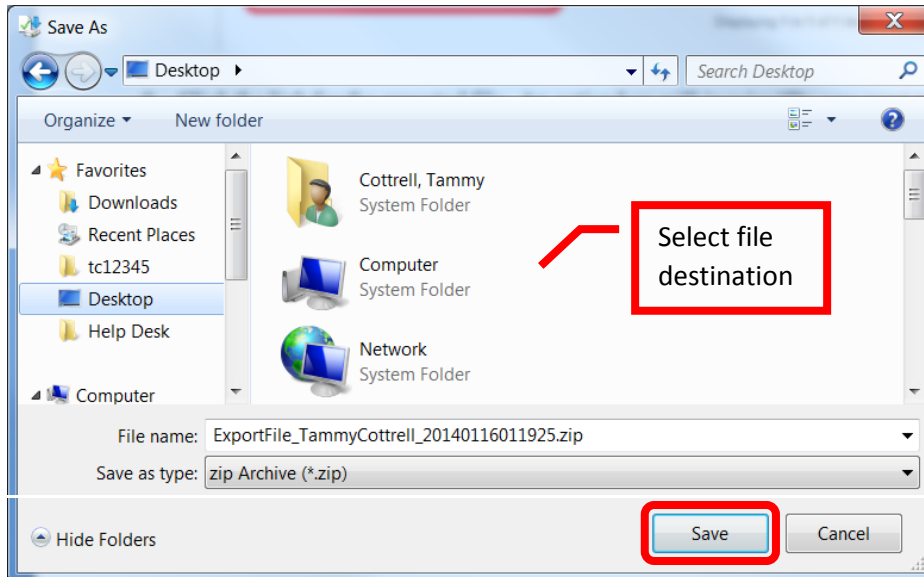 Save As
Desktop
Search Desktop
Organize
New folder
Favorites
Downloads
Recent Places
tc12345
Desktop
Help Desk
Computer
Cottrell, Tammy
System Folder
Computer
System Folder
Network
System Folder
Select file
destination
File name: ExportFile_TammyCottrell_20140116011925.zip
Save as type: zip Archive (*.zip)
Hide Folders
Save
Cancel